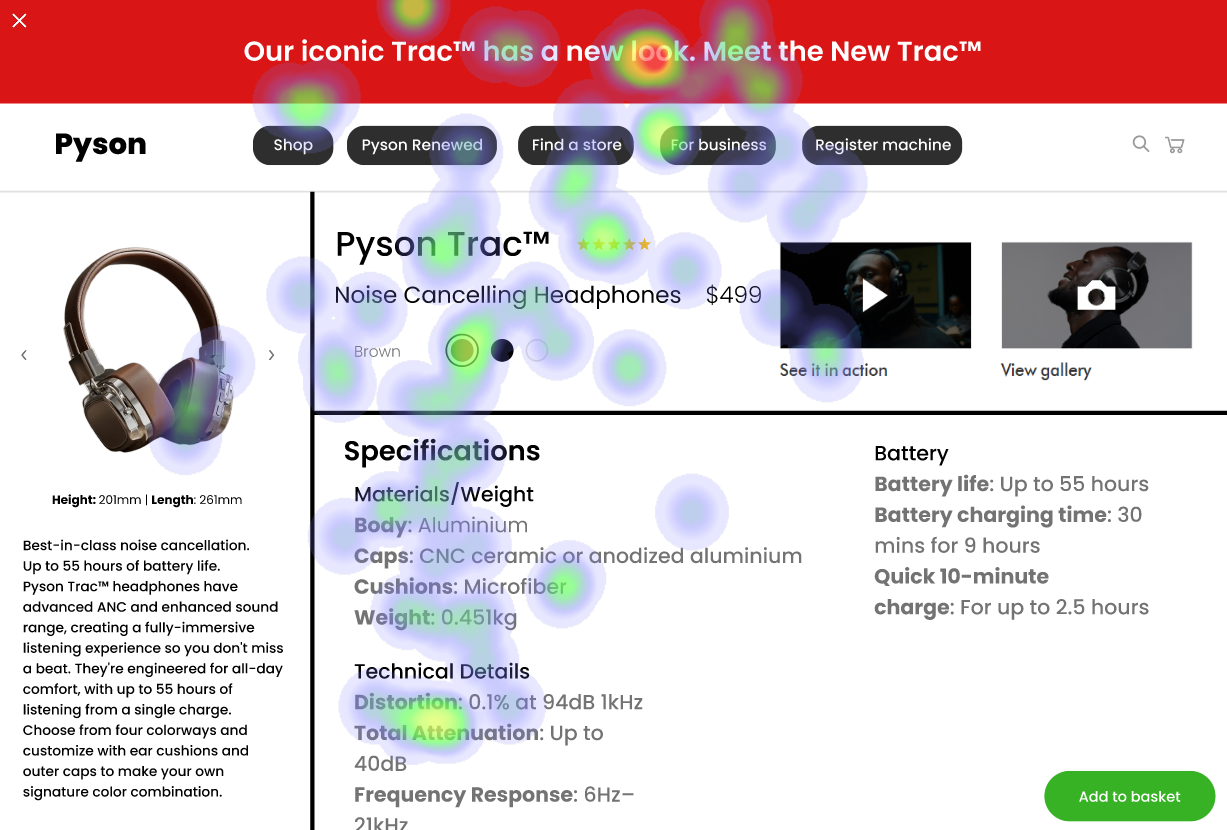 Our iconic Trac™ has a new look. Meet the New Trac™
Pyson
Shop
Pyson Renewed
Find a store
For business
Register machine
Pyson Trac™
Noise Cancelling Headphones $499
Brown
See it in action
View gallery
Height: 201mm | Length: 261mm
Best-in-class noise cancellation.
Up to 55 hours of battery life.
Pyson Trac™ headphones have
advanced ANC and enhanced sound
range, creating a fully-immersive
listening experience so you don't miss
a beat. They're engineered for all-day
comfort, with up to 55 hours of
listening from a single charge.
Choose from four colorways and
customize with ear cushions and
outer caps to make your own
signature color combination.
Specifications
Materials/Weight
Body: Aluminium
Caps: CNC ceramic or anodized aluminium
Cushions: Microfiber
Weight: 0.451kg
Technical Details
Distortion: 0.1% at 94dB 1kHz
Total Attenuation: Up to
40dB
Frequency Response: 6Hz–
21kHz
Battery
Battery life: Up to 55 hours
Battery charging time: 30
mins for 9 hours
Quick 10-minute
charge: For up to 2.5 hours
Add to basket